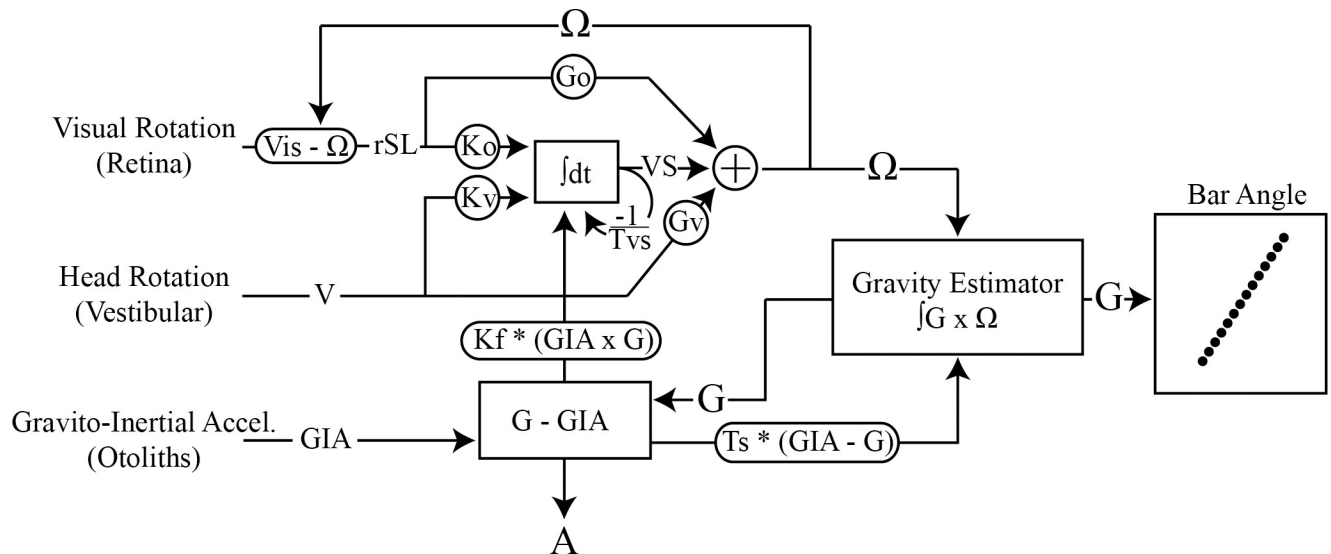 Ω
Go
Visual Rotation
(Retina)
Vis - Ω
rSL
Ko
∫dt
VS
+
Ω
Kv
-1
Tvs
Gv
Bar Angle
Head Rotation
(Vestibular)
V
Gravity Estimator
∫G x Ω
G
Kf * (GIA x G)
G
Gravito-Inertial Accel.
(Otoliths)
GIA
G - GIA
Ts * (GIA - G)
A